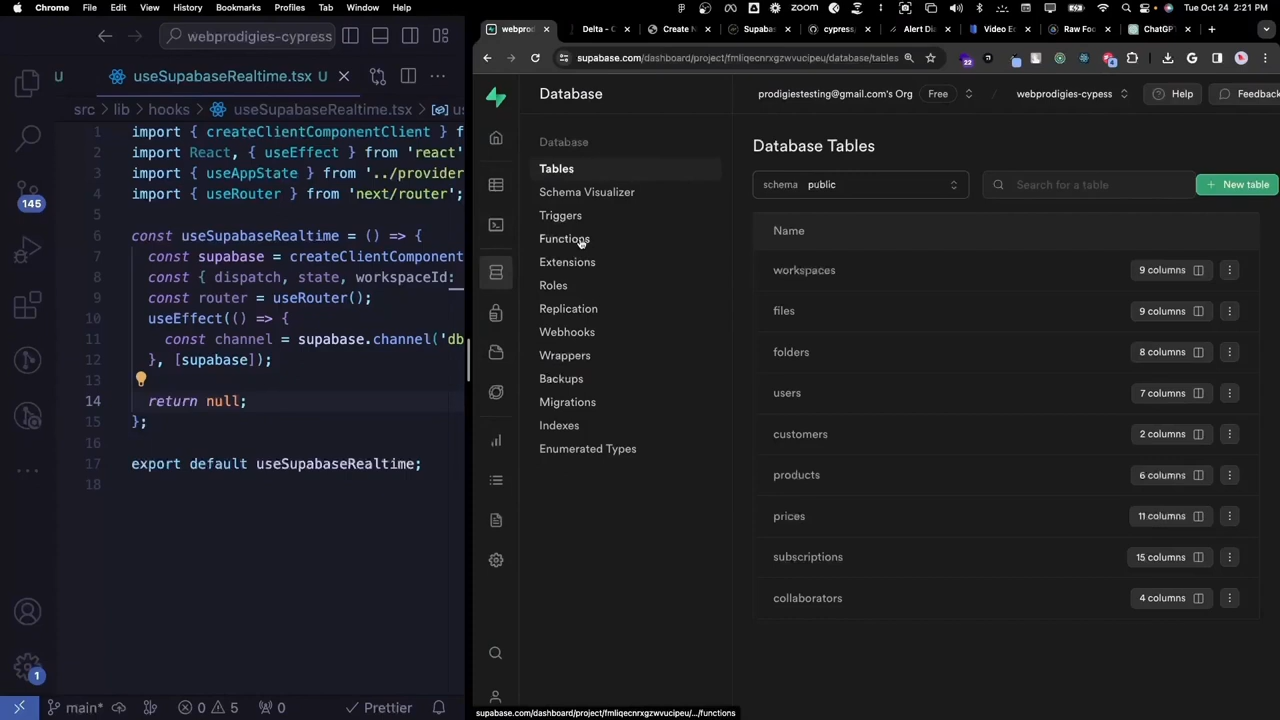 Chrome File Edit View History Bookmarks Profiles Tab Window Help zoom Tue Oct 24 2:21 PM
webprodigies-cypress
U useSupabaseRealtime.tsx U
src > lib > hooks > useSupabaseRealtime.tsx >
1 import { createClientComponentClient } f
2 import React, { useEffect } from 'react'
3 import { useAppState } from '../provider
4 import { useRouter } from 'next/router';
5
6 const useSupabaseRealtime = () => {
7 const supabase = createClientComponent
8 const { dispatch, state, workspaceId:
9 const router = useRouter();
10 useEffect(() => {
11 const channel = supabase.channel('db
12 }, [supabase]);
13
14 return null;
15 };
16
17 export default useSupabaseRealtime;
18
145
1
main* 0 5 0 Prettier
webprod Delta - C Create N Supaba cypress, Alert Dia Video Ec Raw Foo ChatGP
supabase.com/dashboard/project/fmliqecnrxgzwvucipeu/database/tables
22
4
Database
prodigiestesting@gmail.com's Org Free / webprodigies-cypess Help Feedback
Database
Tables
Schema Visualizer
Triggers
Functions
Extensions
Roles
Replication
Webhooks
Wrappers
Backups
Migrations
Indexes
Enumerated Types
Database Tables
schema public Search for a table New table
Name
workspaces 9 columns
files 9 columns
folders 8 columns
users 7 columns
customers 2 columns
products 6 columns
prices 11 columns
subscriptions 15 columns
collaborators 4 columns
supabase.com/dashboard/project/fmliqecnrxgzwvucipeu/.../functions